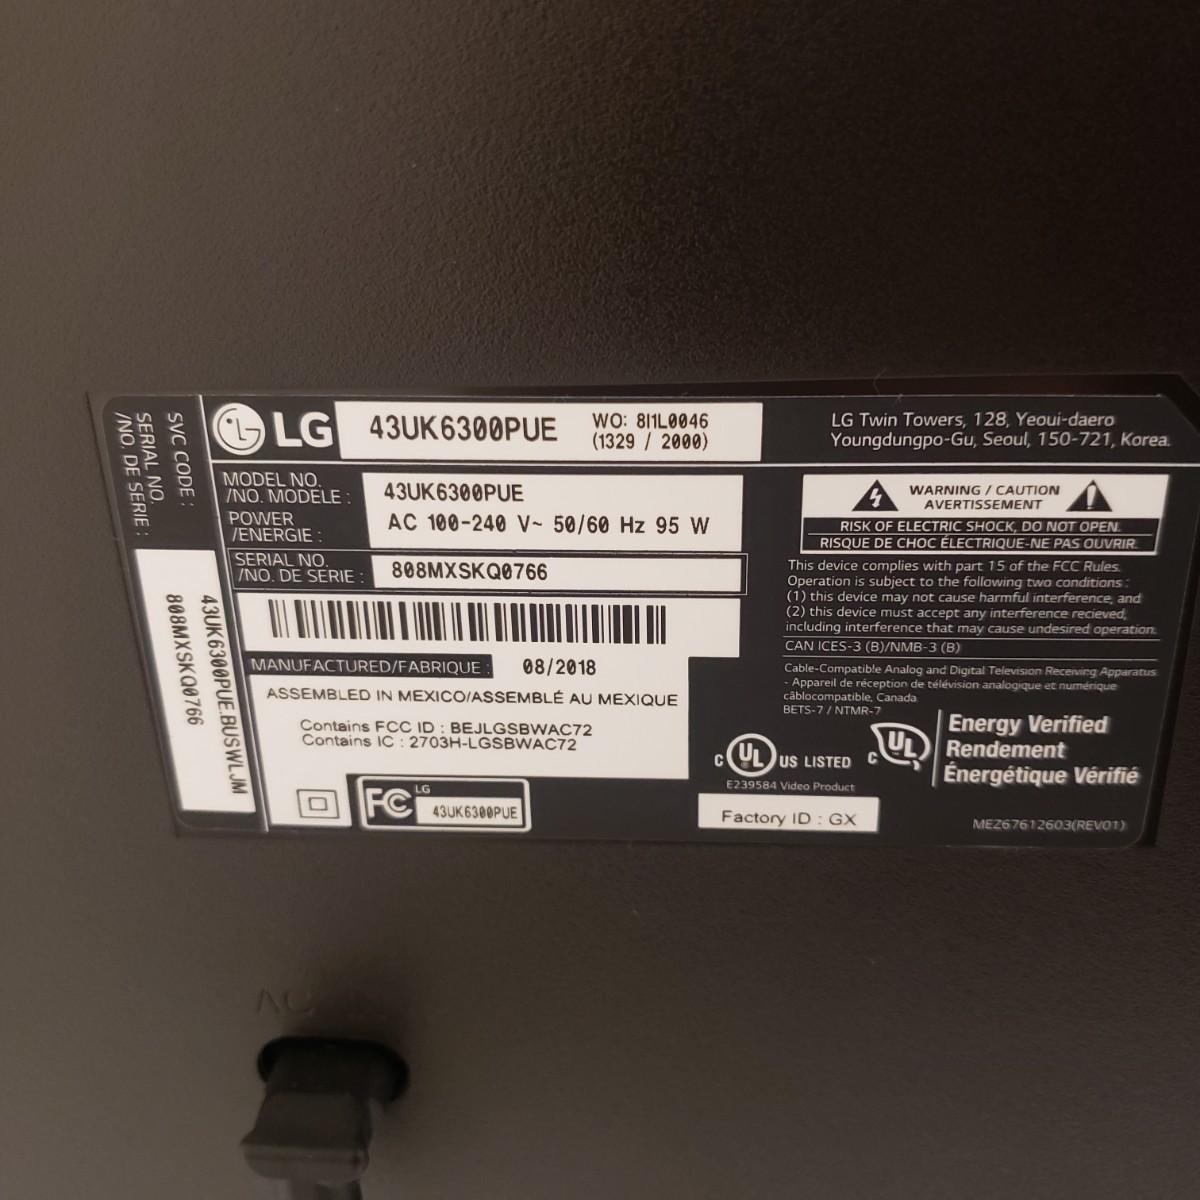 SVC CODE :
SERIAL NO.
/NO. DE SÉRIE :
43UK6300PUE.BUSWLJM
808MXSKQ0766
LG
43UK6300PUE
WO: 8I1L0046
(1329 / 2000)
MODEL NO.
/NO. MODÈLE :
43UK6300PUE
POWER
/ÉNERGIE :
AC 100-240 V~ 50/60 Hz 95 W
SERIAL NO.
/NO. DE SÉRIE :
808MXSKQ0766
MANUFACTURED/FABRIQUE :
08/2018
ASSEMBLED IN MEXICO/ASSEMBLÉ AU MEXIQUE
Contains FCC ID : BEJLGSBWAC72
Contains IC : 2703H-LGSBWAC72
FC
LG
43UK6300PUE
LG Twin Towers, 128, Yeoui-daero
Youngdungpo-Gu, Seoul, 150-721, Korea.
WARNING / CAUTION
AVERTISSEMENT
RISK OF ELECTRIC SHOCK, DO NOT OPEN.
RISQUE DE CHOC ÉLECTRIQUE-NE PAS OUVRIR.
This device complies with part 15 of the FCC Rules.
Operation is subject to the following two conditions :
(1) this device may not cause harmful interference, and
(2) this device must accept any interference recieved,
including interference that may cause undesired operation.
CAN ICES-3 (B)/NMB-3 (B)
Cable-Compatible Analog and Digital Television Receiving Apparatus
- Appareil de réception de télévision analogique et numérique
câblocompatible, Canada
BETS-7 / NTMR-7
C UL US LISTED
E239584 Video Product
C UL
Energy Verified
Rendement
Énergétique Vérifié
Factory ID : GX
MEZ67612603(REV01)
AC IN